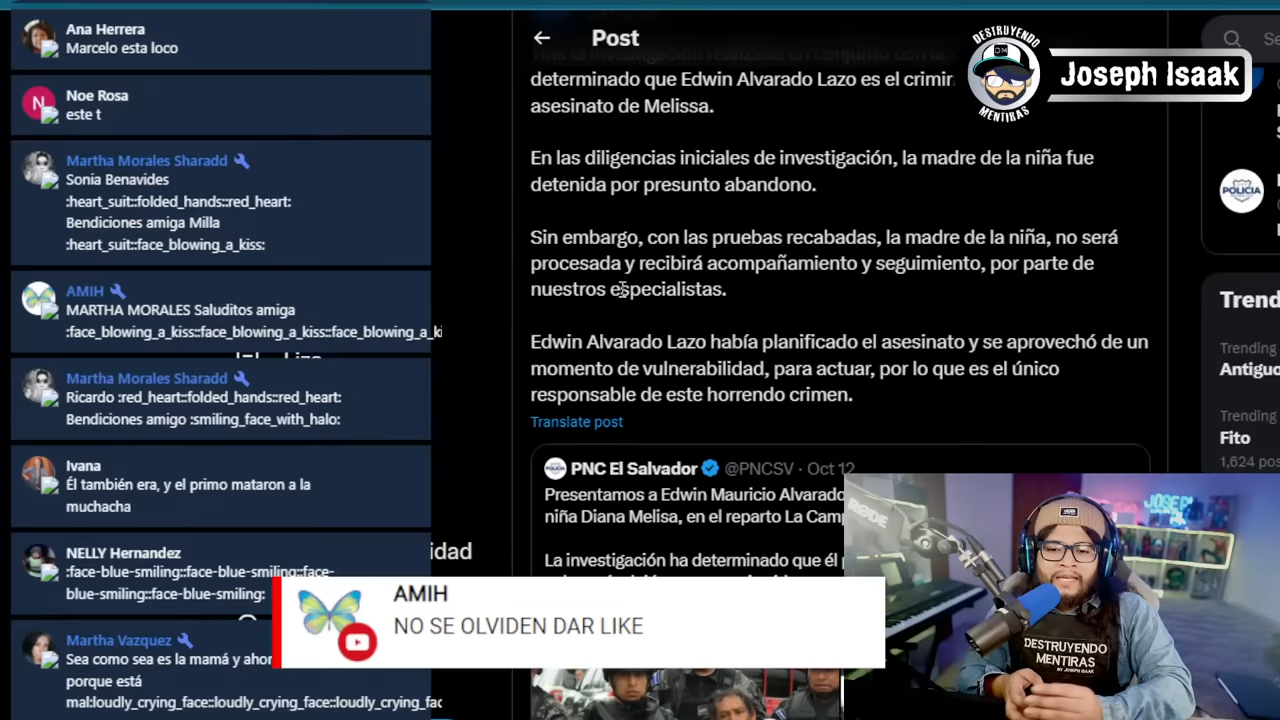 Ana Herrera
Marcelo esta loco
Noe Rosa
este t
Martha Morales Sharadd
Sonia Benavides
:heart_suit::folded_hands::red_heart:
Bendiciones amiga Milla
:heart_suit::face_blowing_a_kiss:
AMIH
MARTHA MORALES Saluditos amiga
:face_blowing_a_kiss::face_blowing_a_kiss::face_blowing_a_ki
Martha Morales Sharadd
Ricardo :red_heart::folded_hands::red_heart:
Bendiciones amigo :smiling_face_with_halo:
Ivana
Él también era, y el primo mataron a la
muchacha
NELLY Hernandez
:face-blue-smiling::face-blue-smiling::face-
blue-smiling::face-blue-smiling:
Martha Vazquez
Sea como sea es la mamá y ahor
porque está
mal:loudly_crying_face::loudly_crying_face::loudly_crying_fac
idad
N
Post
determinado que Edwin Alvarado Lazo es el crimin
asesinato de Melissa.
En las diligencias iniciales de investigación, la madre de la niña fue
detenida por presunto abandono.
Sin embargo, con las pruebas recabadas, la madre de la niña, no será
procesada y recibirá acompañamiento y seguimiento, por parte de
nuestros especialistas.
Edwin Alvarado Lazo había planificado el asesinato y se aprovechó de un
momento de vulnerabilidad, para actuar, por lo que es el único
responsable de este horrendo crimen.
Translate post
PNC El Salvador @PNCSV · Oct 12
Presentamos a Edwin Mauricio Alvarado
niña Diana Melisa, en el reparto La Camp
La investigación ha determinado que él p
DESTRUYENDO
DM
MENTIRAS
Joseph Isaak
Se
POLICIA
Trend
Trending
Antiguo
Trending
Fito
1,624 pos
AMIH
NO SE OLVIDEN DAR LIKE
RØDE
JOSEP
DESTRUYENDO
MENTIRAS
BY JOSEPH ISAAK